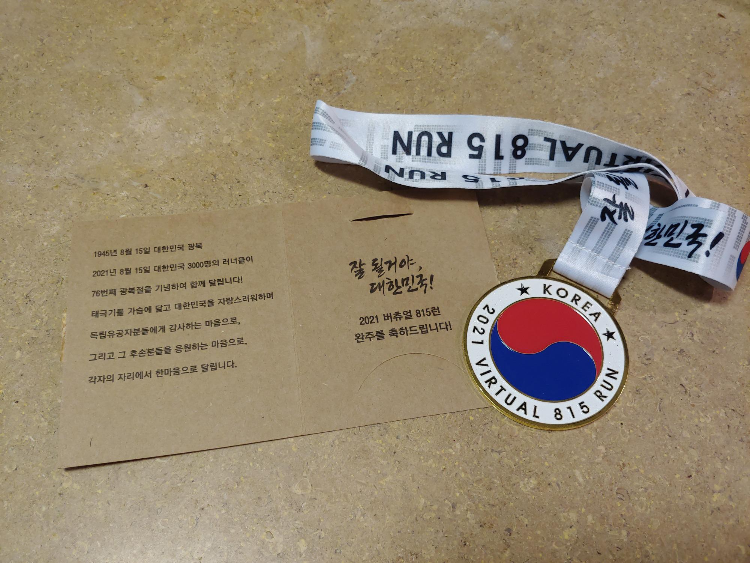 1945년 8월 15일 대한민국 광복
2021년 8월 15일 대한민국 3000명의 러너들이
76번째 광복절을 기념하여 함께 달립니다!
태극기를 가슴에 달고 대한민국을 자랑스러워하며
독립유공자분들에게 감사하는 마음으로,
그리고 그 후손분들을 응원하는 마음으로,
각자의 자리에서 한마음으로 달립니다.
잘 될거야,
대한민국!
2021 버츄얼 815런
완주를 축하드립니다!
VIRTUAL 815 RUN
815 RUN
잘
대한민국!
★ KOREA ★
2021 VIRTUAL 815 RUN